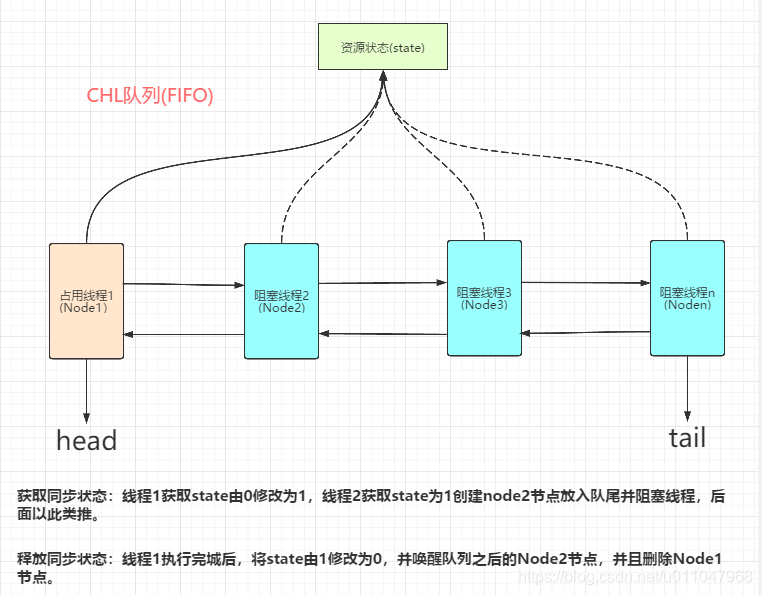 资源状态(state)
CHL队列(FIFO)
占用线程1
(Node1)
阻塞线程2
(Node2)
阻塞线程3
(Node3)
阻塞线程n
(Noden)
head
tail
获取同步状态：线程1获取state由0修改为1，线程2获取state为1创建node2节点放入队尾并阻塞线程，后
面以此类推。
释放同步状态：线程1执行完城后，将state由1修改为0，并唤醒队列之后的Node2节点，并且删除Node1
节点。
https://blog.csdn.net/u011047968